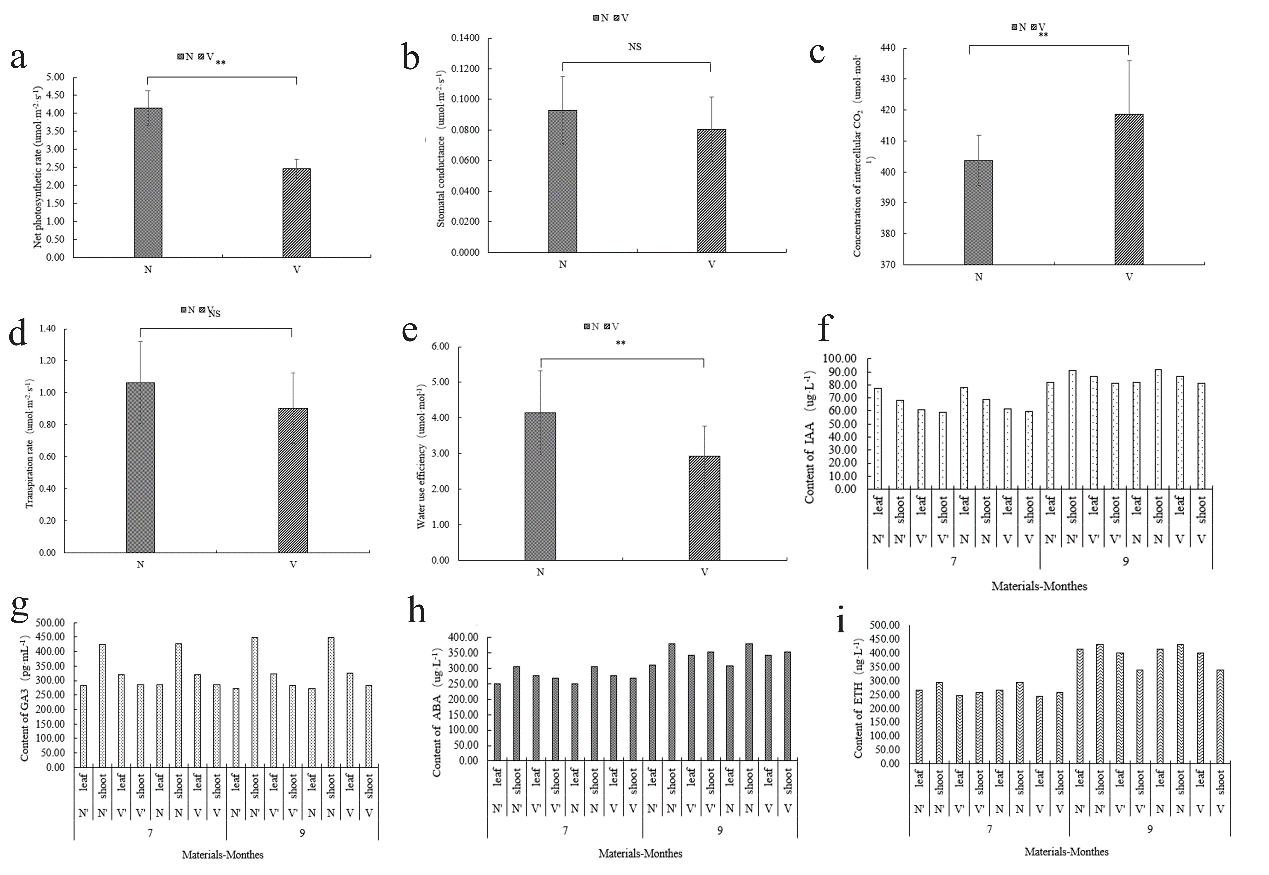 a
N V
**
Net photosynthetic rate (umol·m⁻²·s⁻¹)
5.00
4.50
4.00
3.50
3.00
2.50
2.00
1.50
1.00
0.50
0.00
N V
b
N V
NS
Stomatal conductance（umol·m⁻²·s⁻¹）
0.1400
0.1200
0.1000
0.0800
0.0600
0.0400
0.0200
0.0000
N V
c
N V
**
Concentration of intercellular CO₂（umol·mol⁻
¹)
440
430
420
410
400
390
380
370
N V
d
N V
NS
Transpiration rate（umol·m⁻²·s⁻¹）
1.40
1.20
1.00
0.80
0.60
0.40
0.20
0.00
N V
e
N V
**
Water use efficiency（umol·mol⁻¹）
6.00
5.00
4.00
3.00
2.00
1.00
0.00
N V
f
Content of IAA （ug·L⁻¹）
100.00
90.00
80.00
70.00
60.00
50.00
40.00
30.00
20.00
10.00
0.00
leaf shoot leaf shoot leaf shoot leaf shoot leaf shoot leaf shoot leaf shoot leaf shoot
N' N' V' V' N N V V N' N' V' V' N N V V
7 9
Materials-Monthes
g
Content of GA3（pg·mL⁻¹）
500.00
450.00
400.00
350.00
300.00
250.00
200.00
150.00
100.00
50.00
0.00
leaf shoot leaf shoot leaf shoot leaf shoot leaf shoot leaf shoot leaf shoot leaf shoot
N' N' V' V' N N V V N' N' V' V' N N V V
7 9
Materials-Monthes
h
Content of ABA（ug·L⁻¹）
400.00
350.00
300.00
250.00
200.00
150.00
100.00
50.00
0.00
leaf shoot leaf shoot leaf shoot leaf shoot leaf shoot leaf shoot leaf shoot leaf shoot
N' N' V' V' N N V V N' N' V' V' N N V V
7 9
Materials-Monthes
i
Content of ETH（ug·L⁻¹）
500.00
450.00
400.00
350.00
300.00
250.00
200.00
150.00
100.00
50.00
0.00
leaf shoot leaf shoot leaf shoot leaf shoot leaf shoot leaf shoot leaf shoot leaf shoot
N' N' V' V' N N V V N' N' V' V' N N V V
7 9
Materials-Monthes